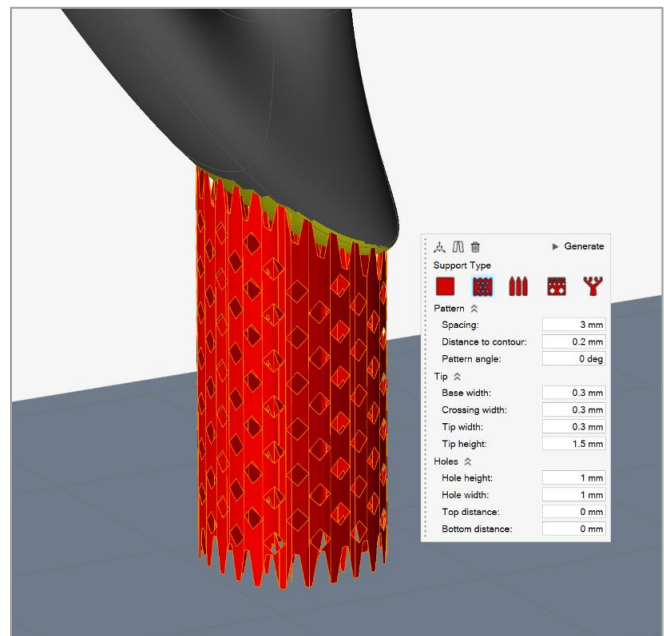 Generate
Support Type
Pattern
Spacing: 3 mm
Distance to contour: 0.2 mm
Pattern angle: 0 deg
Tip
Base width: 0.3 mm
Crossing width: 0.3 mm
Tip width: 0.3 mm
Tip height: 1.5 mm
Holes
Hole height: 1 mm
Hole width: 1 mm
Top distance: 0 mm
Bottom distance: 0 mm